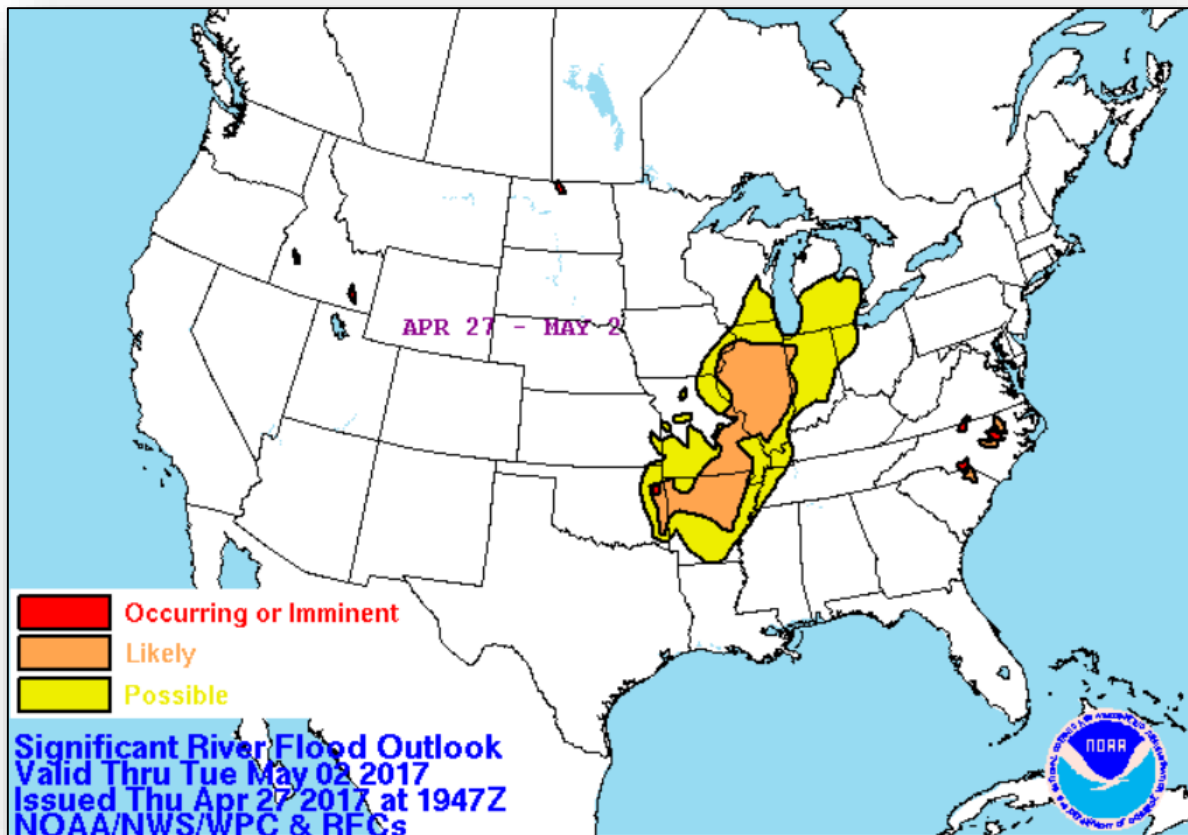 APR 27 - MAY 2
Occurring or Imminent
Likely
Possible
Significant River Flood Outlook
Valid Thru Tue May 02 2017
Issued Thu Apr 27 2017 at 1947Z
NOAA/NWS/WPC & RFCs
NOAA